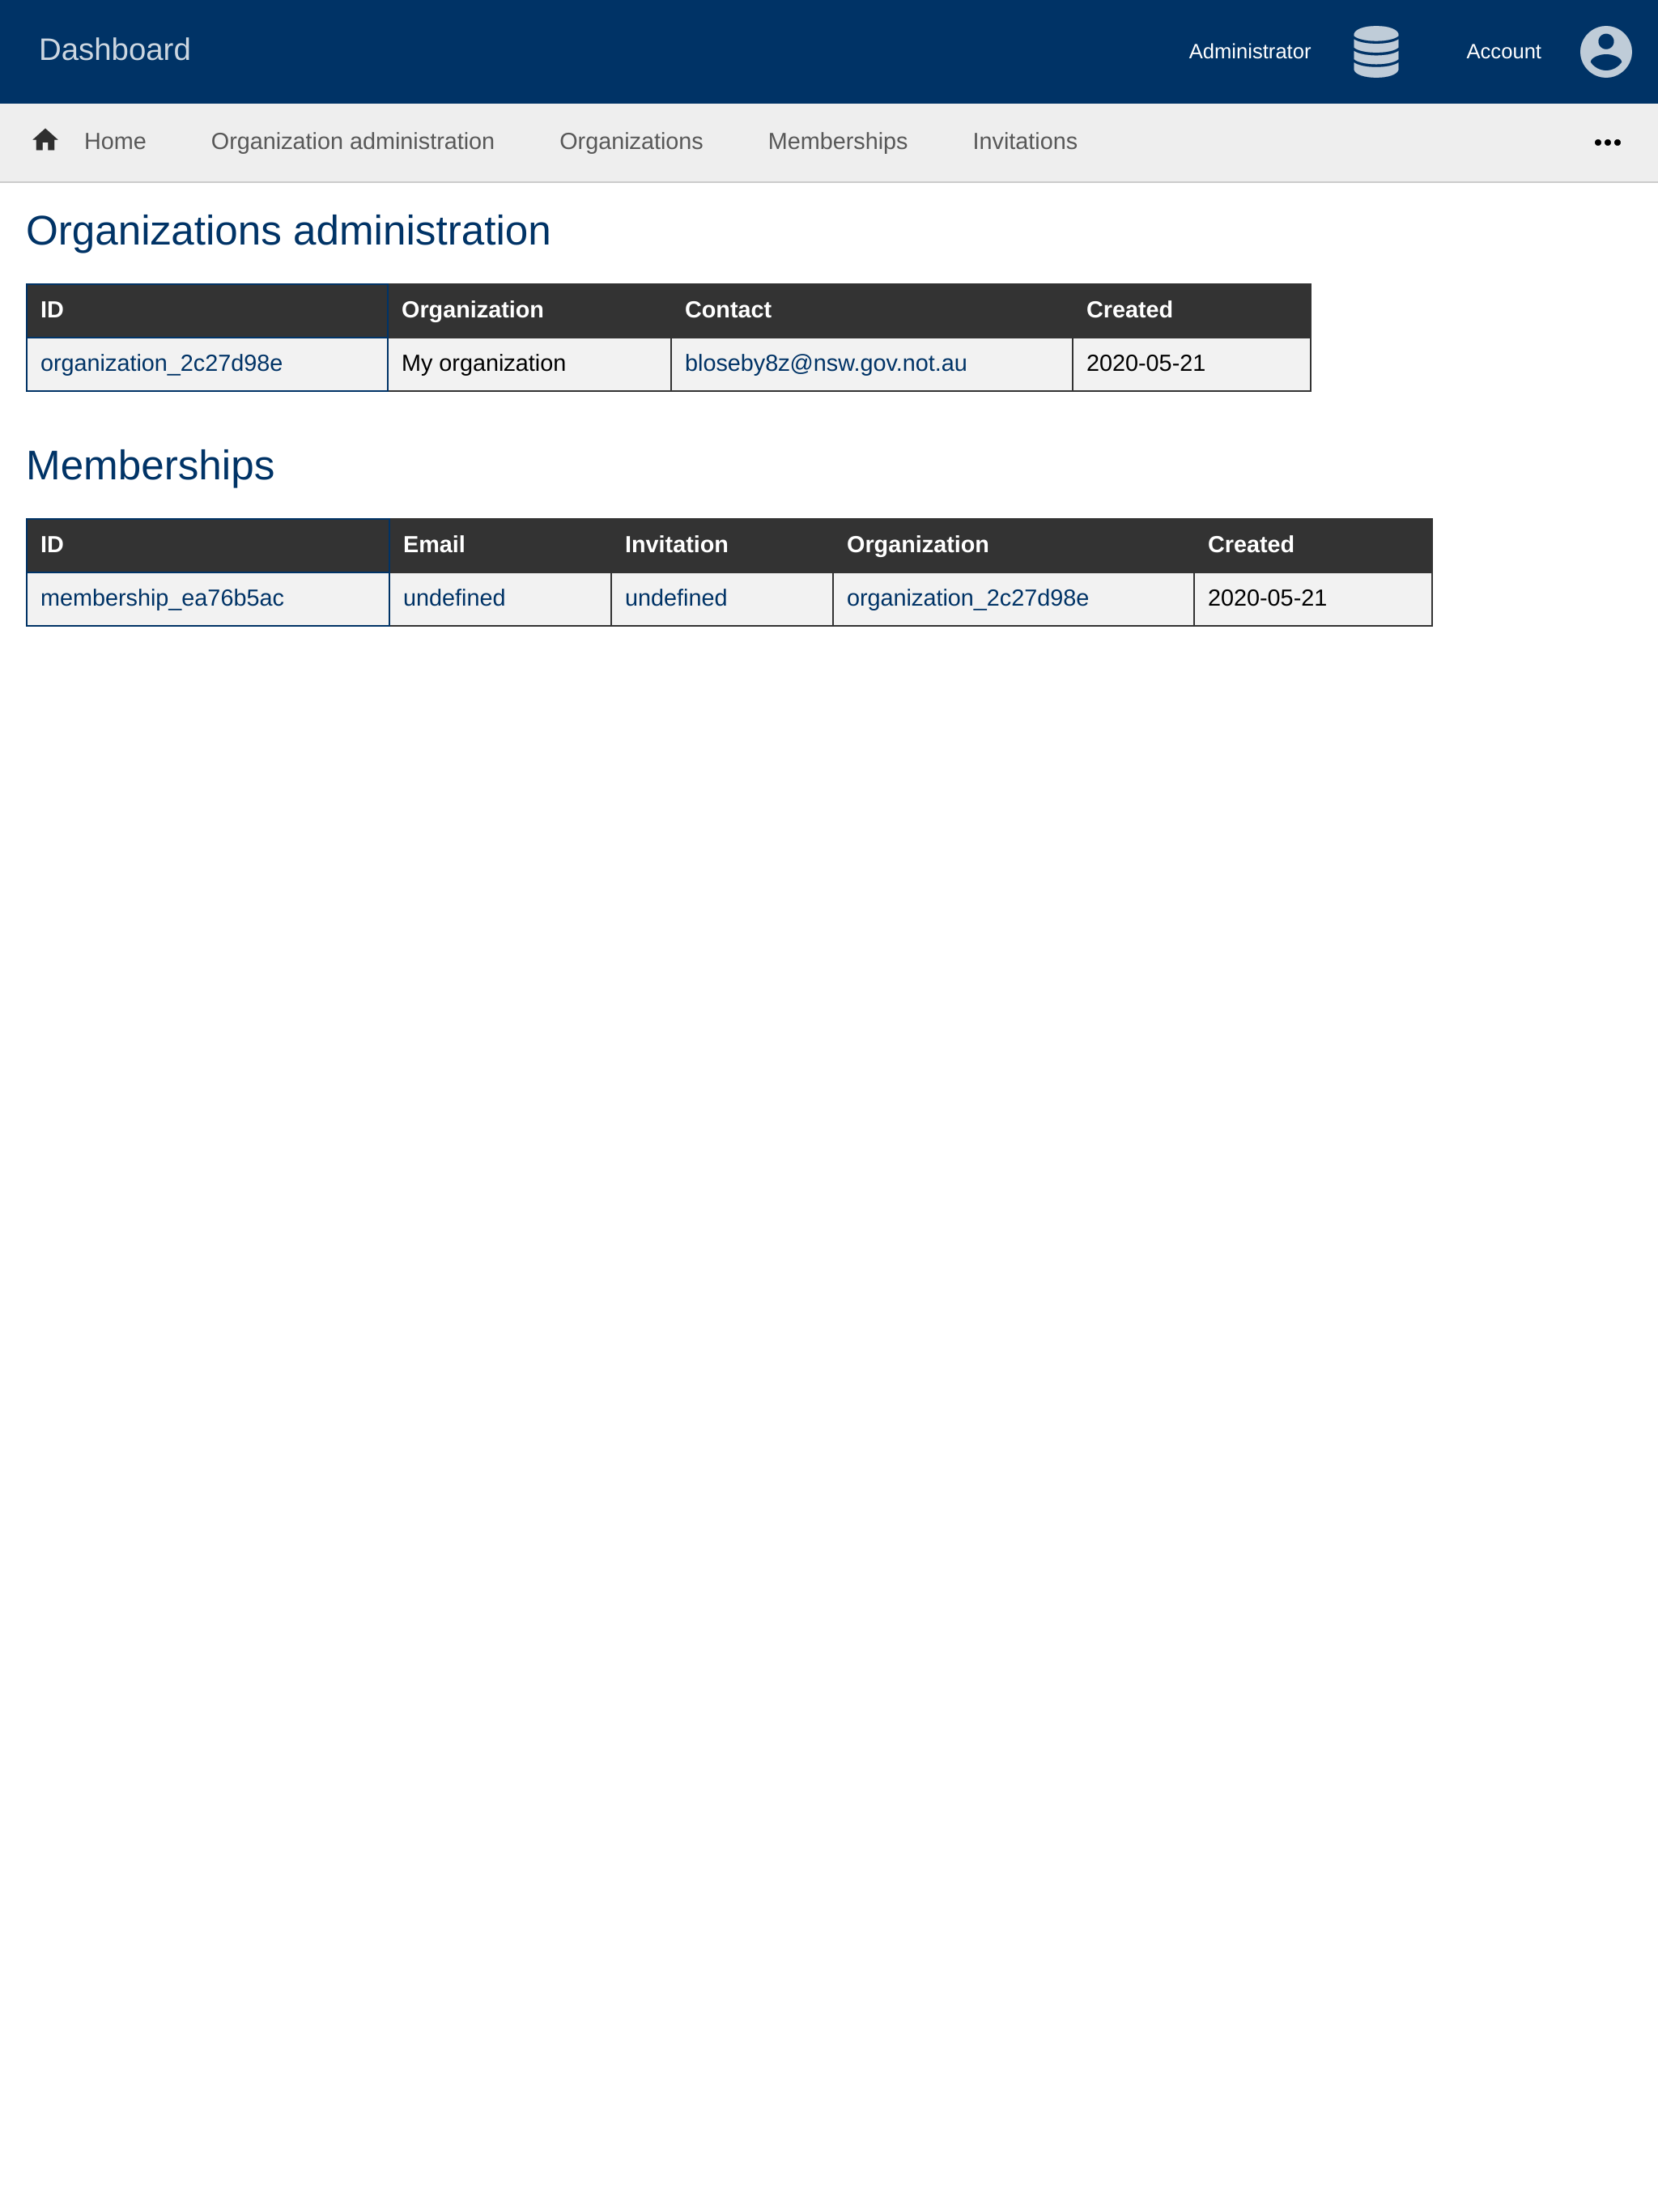 Dashboard
Administrator
Account
Home Organization administration Organizations Memberships Invitations
Organizations administration
ID Organization Contact Created
organization_2c27d98e My organization bloseby8z@nsw.gov.not.au 2020-05-21
Memberships
ID Email Invitation Organization Created
membership_ea76b5ac undefined undefined organization_2c27d98e 2020-05-21